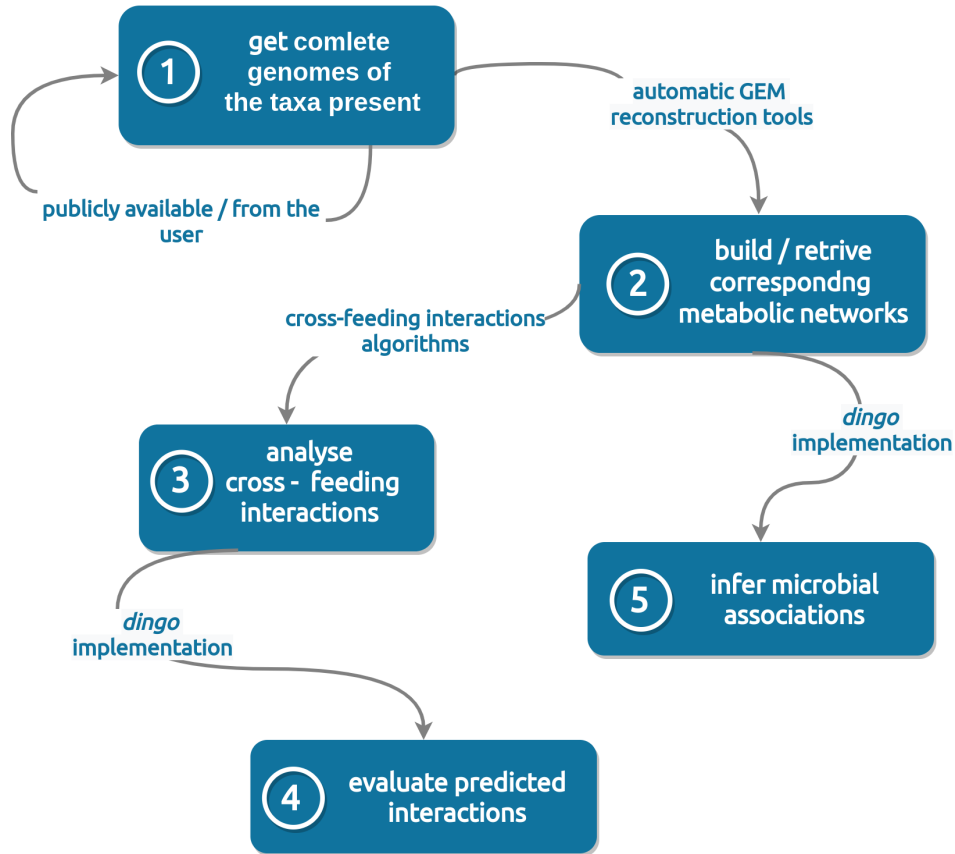 1
get comlete
genomes of
the taxa present
automatic GEM
reconstruction tools
publicly available / from the
user
2
build / retrive
correspondng
metabolic networks
cross-feeding interactions
algorithms
dingo
implementation
3
analyse
cross - feeding
interactions
5
infer microbial
associations
dingo
implementation
4
evaluate predicted
interactions